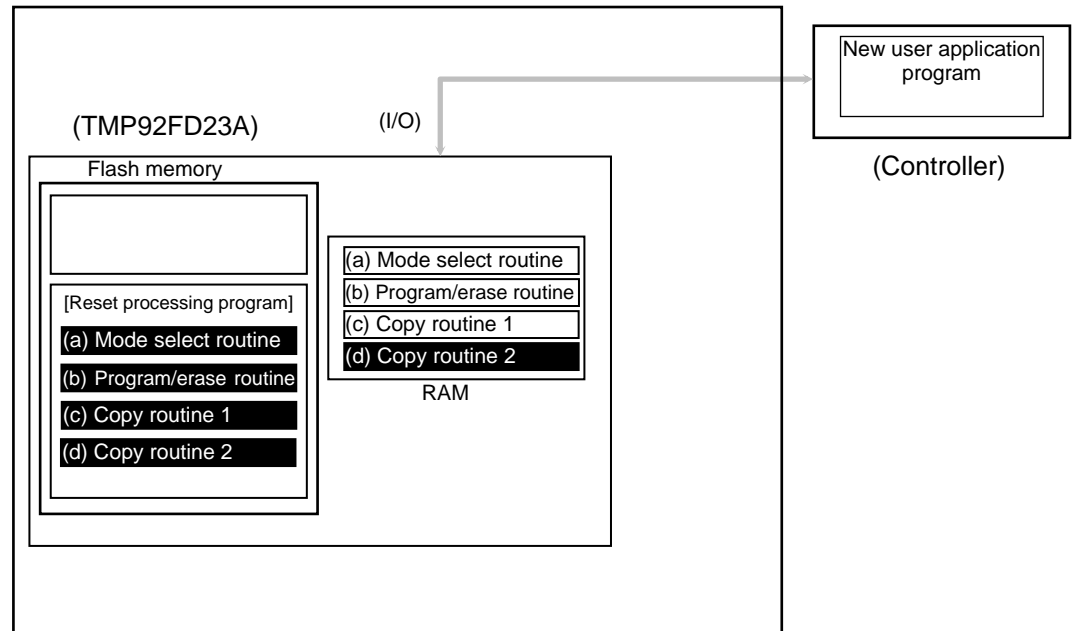 New user application
program
(Controller)
(I/O)
(TMP92FD23A)
Flash memory
[Reset processing program]
(a) Mode select routine
(b) Program/erase routine
(c) Copy routine 1
(d) Copy routine 2
(a) Mode select routine
(b) Program/erase routine
(c) Copy routine 1
(d) Copy routine 2
RAM